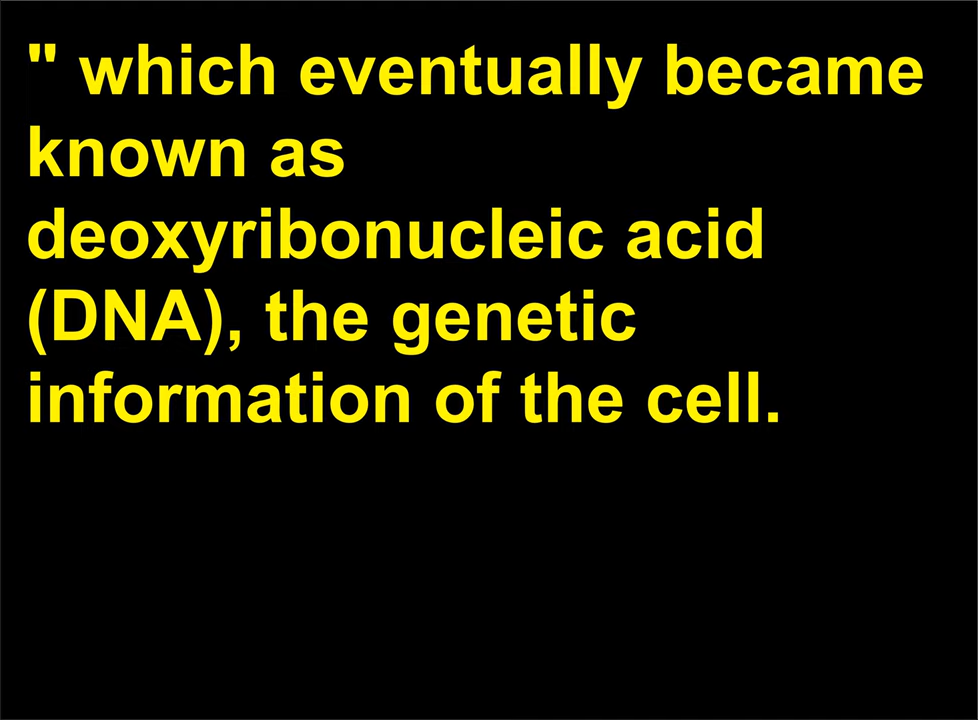 " which eventually became
known as
deoxyribonucleic acid
(DNA), the genetic
information of the cell.